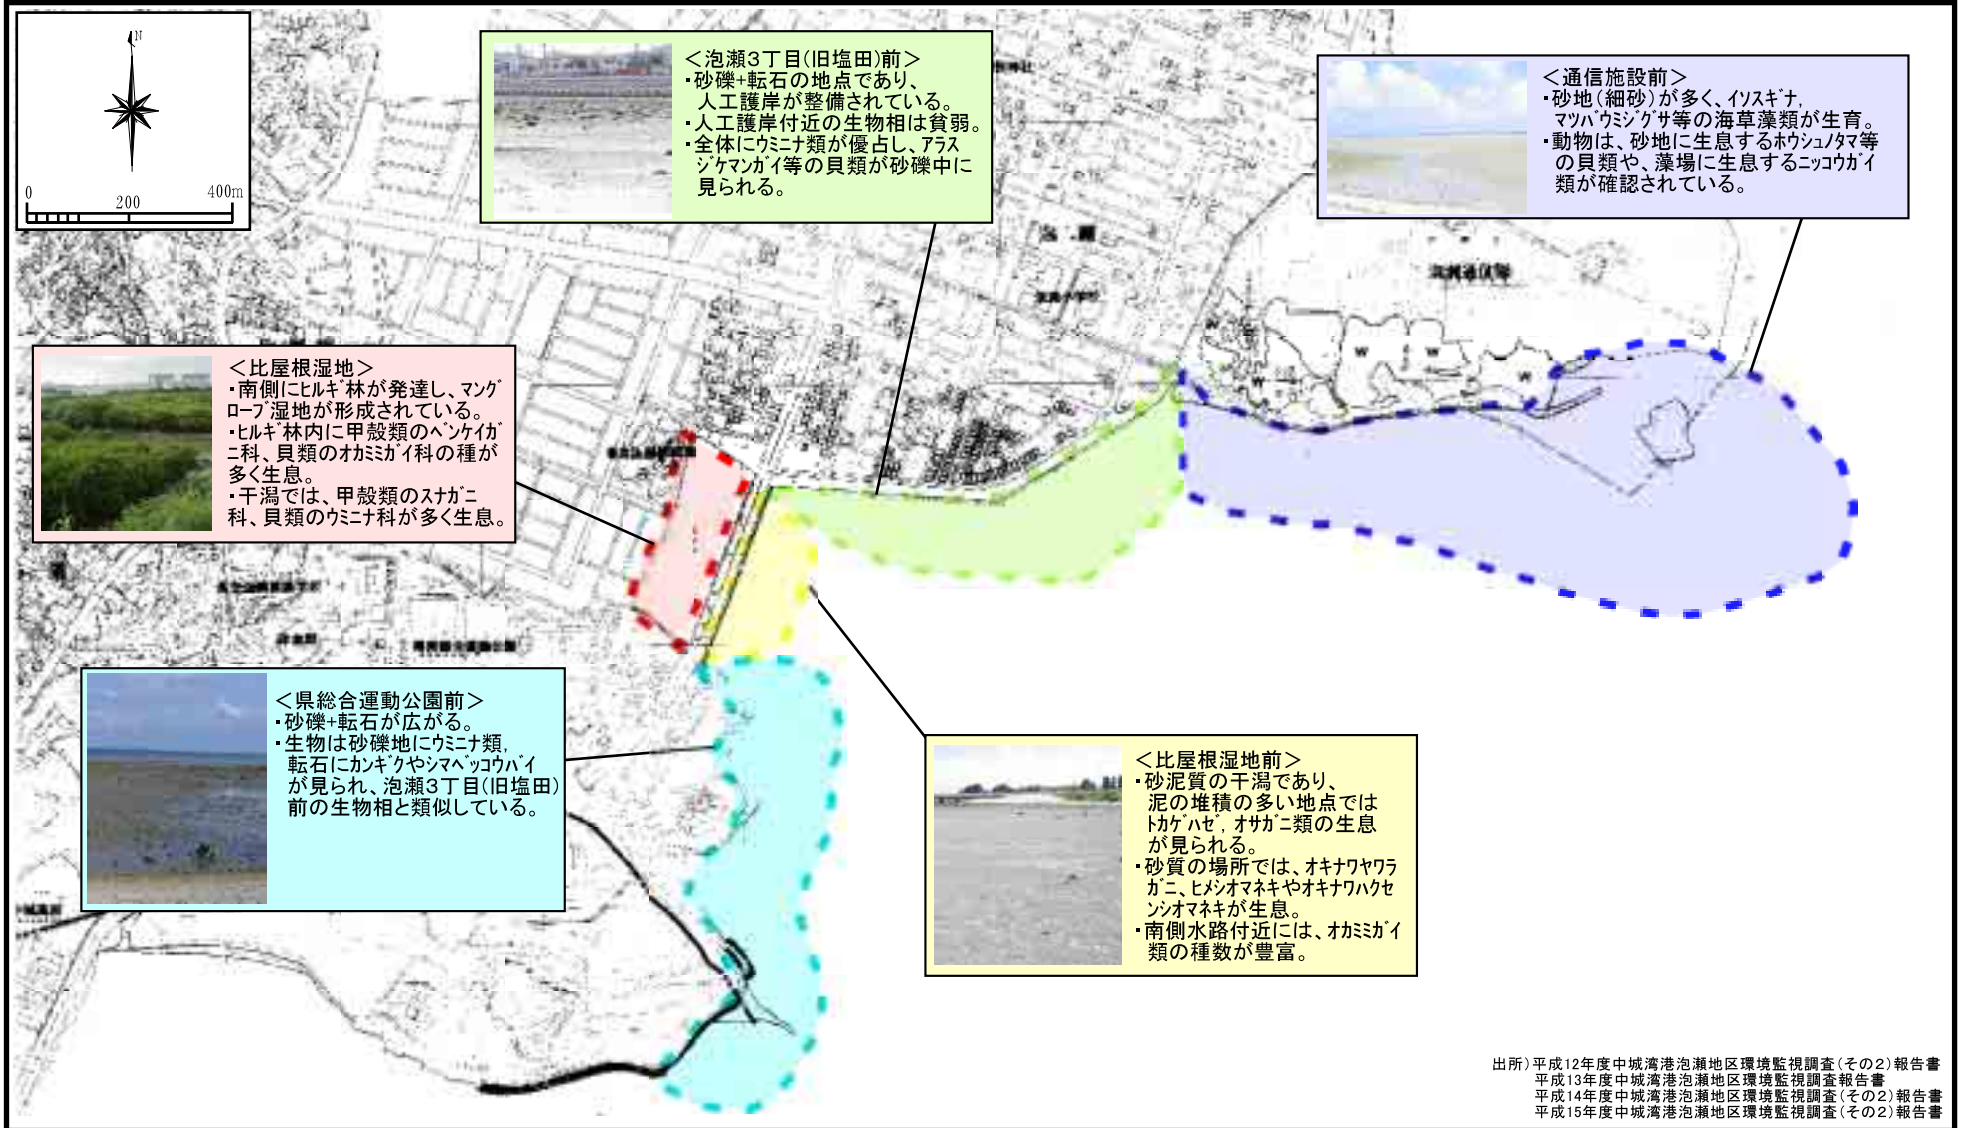 N
0 200 400m
<泡瀬3丁目(旧塩田)前>
・砂礫+転石の地点であり、
人工護岸が整備されている。
・人工護岸付近の生物相は貧弱。
・全体にウミニナ類が優占し、アラス
ジケマンガイ等の貝類が砂礫中に
見られる。
<通信施設前>
・砂地(細砂)が多く、イソスギナ,
マツバウミジグサ等の海草藻類が生育。
・動物は、砂地に生息するホウシュノタマ等
の貝類や、藻場に生息するニッコウガイ
類が確認されている。
<比屋根湿地>
・南側にヒルギ林が発達し、マング
ローブ湿地が形成されている。
・ヒルギ林内に甲殻類のベンケイガ
ニ科、貝類のオカミミガイ科の種が
多く生息。
・干潟では、甲殻類のスナガニ
科、貝類のウミニナ科が多く生息。
<県総合運動公園前>
・砂礫+転石が広がる。
・生物は砂礫地にウミニナ類,
転石にカンギクやシマベッコウバイ
が見られ、泡瀬3丁目(旧塩田)
前の生物相と類似している。
<比屋根湿地前>
・砂泥質の干潟であり、
泥の堆積の多い地点では
トカゲハゼ, オサガニ類の生息
が見られる。
・砂質の場所では、オキナワヤワラ
ガニ、ヒメシオマネキやオキナワハクセ
ンシオマネキが生息。
・南側水路付近には、オカミミガイ
類の種数が豊富。
W
W
W
W
W
出所)平成12年度中城湾港泡瀬地区環境監視調査(その2)報告書
平成13年度中城湾港泡瀬地区環境監視調査報告書
平成14年度中城湾港泡瀬地区環境監視調査(その2)報告書
平成15年度中城湾港泡瀬地区環境監視調査(その2)報告書